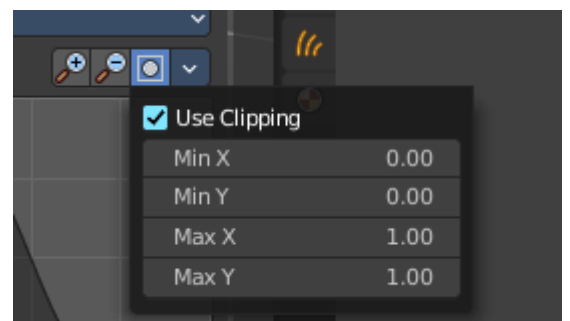 Use Clipping
Min X 0.00
Min Y 0.00
Max X 1.00
Max Y 1.00